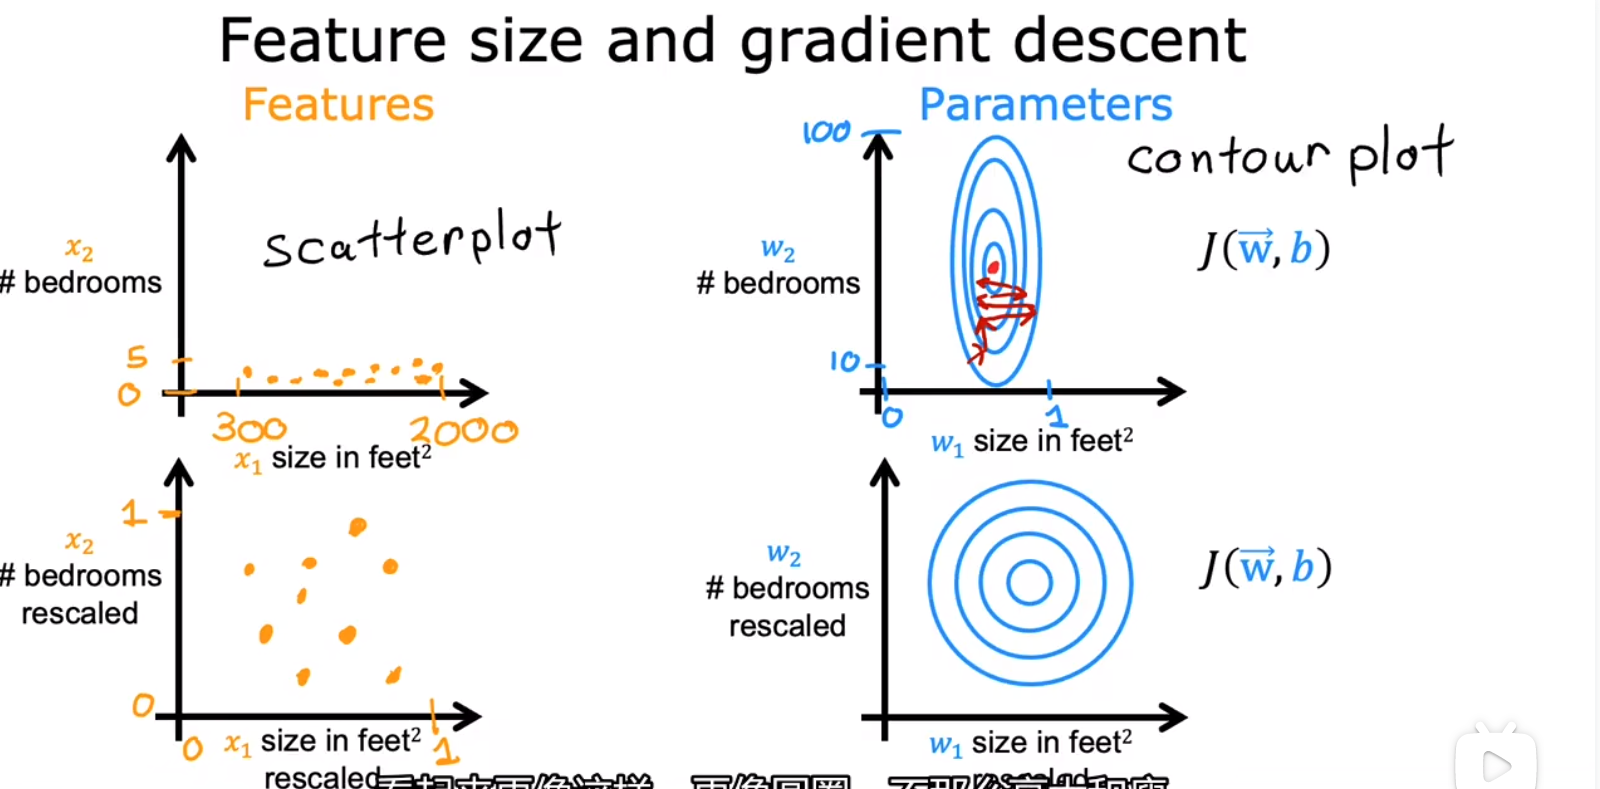 Feature size and gradient descent
Features
Parameters
scatterplot
x₂
# bedrooms
5
0
300
2000
x₁ size in feet²
contour plot
J(w⃗, b)
100
w₂
# bedrooms
10
0
1
w₁ size in feet²
1
x₂
# bedrooms
rescaled
0
0
1
x₁ size in feet²
rescaled
w₂
# bedrooms
rescaled
J(w⃗, b)
w₁ size in feet²
rescaled